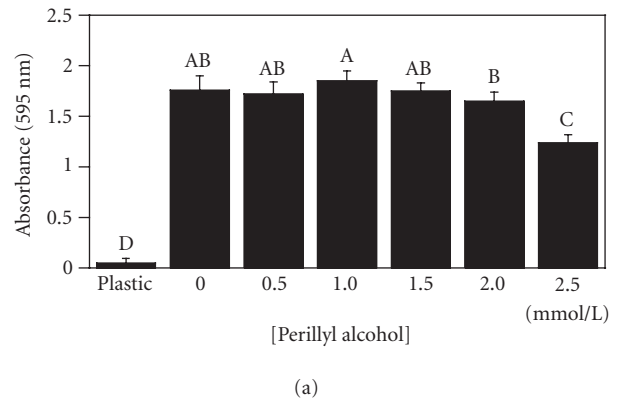 2.5
AB AB A AB B C
2
1.5
1
0.5
D
0
Plastic 0 0.5 1.0 1.5 2.0 2.5
(mmol/L)
Absorbance (595 nm)
[Perillyl alcohol]
(a)